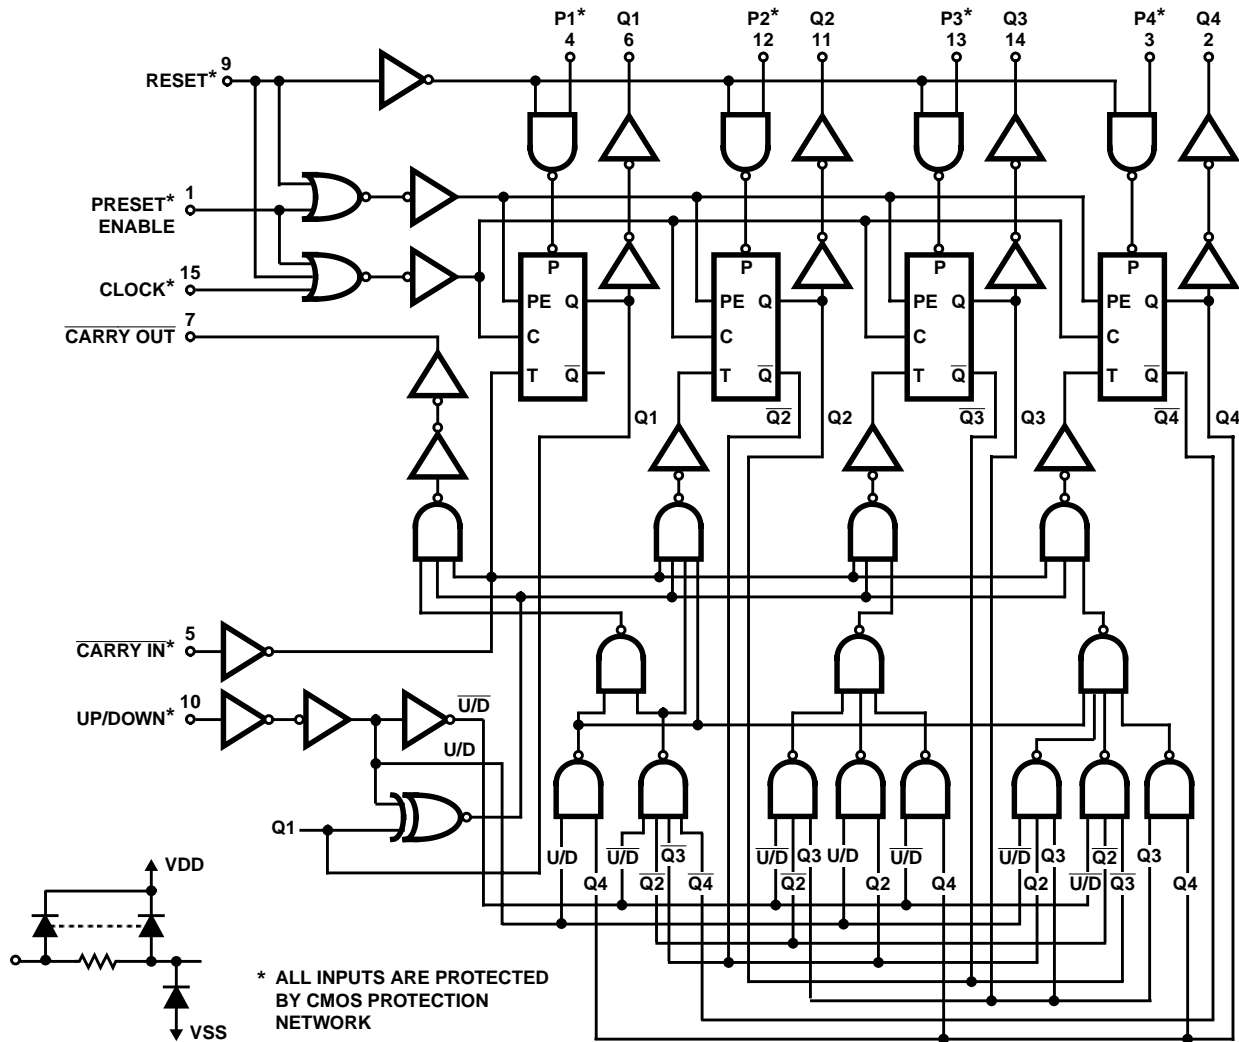 P1* Q1 P2* Q2 P3* Q3 P4* Q4
4 6 12 11 13 14 3 2
RESET* 9
PRESET* 1
ENABLE
CLOCK* 15
CARRY OUT 7
P P P P
PE Q PE Q PE Q PE Q
C C C C
T Q T Q T Q T Q
Q1 Q2 Q2 Q3 Q3 Q4 Q4
CARRY IN* 5
UP/DOWN* 10
U/D
U/D
Q1
U/D U/D Q3 U/D Q3 U/D U/D U/D Q3 Q2 Q3
Q4 Q2 Q4 Q2 Q2 Q4 Q2 U/D Q3 Q4
VDD
VSS
* ALL INPUTS ARE PROTECTED
BY CMOS PROTECTION
NETWORK